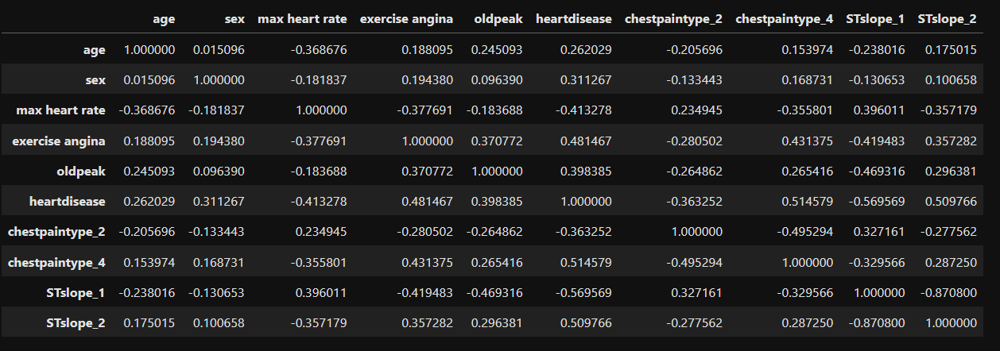 age sex max heart rate exercise angina oldpeak heartdisease chestpaintype_2 chestpaintype_4 STslope_1 STslope_2
age 1.000000 0.015096 -0.368676 0.188095 0.245093 0.262029 -0.205696 0.153974 -0.238016 0.175015
sex 0.015096 1.000000 -0.181837 0.194380 0.096390 0.311267 -0.133443 0.168731 -0.130653 0.100658
max heart rate -0.368676 -0.181837 1.000000 -0.377691 -0.183688 -0.413278 0.234945 -0.355801 0.396011 -0.357179
exercise angina 0.188095 0.194380 -0.377691 1.000000 0.370772 0.481467 -0.280502 0.431375 -0.419483 0.357282
oldpeak 0.245093 0.096390 -0.183688 0.370772 1.000000 0.398385 -0.264862 0.265416 -0.469316 0.296381
heartdisease 0.262029 0.311267 -0.413278 0.481467 0.398385 1.000000 -0.363252 0.514579 -0.569569 0.509766
chestpaintype_2 -0.205696 -0.133443 0.234945 -0.280502 -0.264862 -0.363252 1.000000 -0.495294 0.327161 -0.277562
chestpaintype_4 0.153974 0.168731 -0.355801 0.431375 0.265416 0.514579 -0.495294 1.000000 -0.329566 0.287250
STslope_1 -0.238016 -0.130653 0.396011 -0.419483 -0.469316 -0.569569 0.327161 -0.329566 1.000000 -0.870800
STslope_2 0.175015 0.100658 -0.357179 0.357282 0.296381 0.509766 -0.277562 0.287250 -0.870800 1.000000